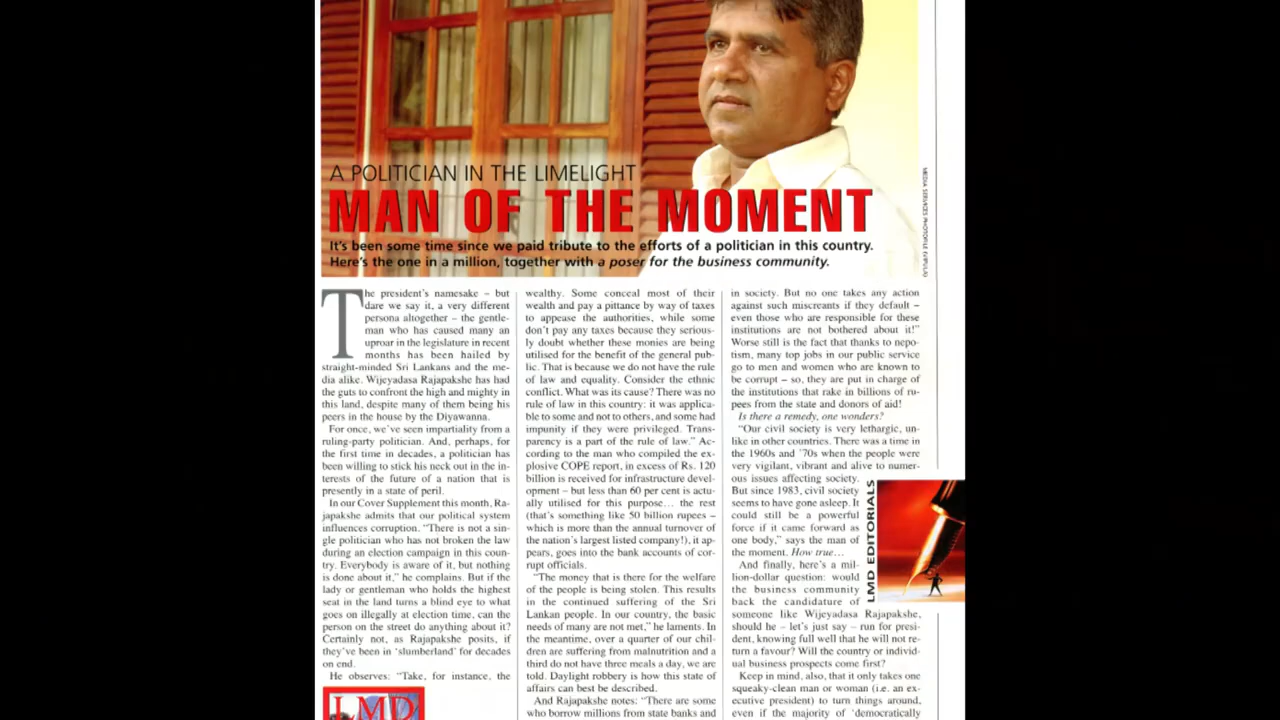 A POLITICIAN IN THE LIMELIGHT
MAN OF THE MOMENT
It's been some time since we paid tribute to the efforts of a politician in this country.
Here's the one in a million, together with a poser for the business community.
MEDIA SERVICES PHOTOFILE (VIPULA)
The president's namesake – but
dare we say it, a very different
persona altogether – the gentle-
man who has caused many an
uproar in the legislature in recent
months has been hailed by
straight-minded Sri Lankans and the me-
dia alike. Wijeyadasa Rajapakshe has had
the guts to confront the high and mighty in
this land, despite many of them being his
peers in the house by the Diyawanna.
For once, we've seen impartiality from a
ruling-party politician. And, perhaps, for
the first time in decades, a politician has
been willing to stick his neck out in the in-
terests of the future of a nation that is
presently in a state of peril.
In our Cover Supplement this month, Ra-
japakshe admits that our political system
influences corruption. “There is not a sin-
gle politician who has not broken the law
during an election campaign in this coun-
try. Everybody is aware of it, but nothing
is done about it,” he complains. But if the
lady or gentleman who holds the highest
seat in the land turns a blind eye to what
goes on illegally at election time, can the
person on the street do anything about it?
Certainly not, as Rajapakshe posits, if
they've been in 'slumberland' for decades
on end.
He observes: “Take, for instance, the
LMD
wealthy. Some conceal most of their
wealth and pay a pittance by way of taxes
to appease the authorities, while some
don't pay any taxes because they serious-
ly doubt whether these monies are being
utilised for the benefit of the general pub-
lic. That is because we do not have the rule
of law and equality. Consider the ethnic
conflict. What was its cause? There was no
rule of law in this country: it was applica-
ble to some and not to others, and some had
impunity if they were privileged. Trans-
parency is a part of the rule of law.” Ac-
cording to the man who compiled the ex-
plosive COPE report, in excess of Rs. 120
billion is received for infrastructure devel-
opment – but less than 60 per cent is actu-
ally utilised for this purpose... the rest
(that's something like 50 billion rupees –
which is more than the annual turnover of
the nation's largest listed company!), it ap-
pears, goes into the bank accounts of cor-
rupt officials.
“The money that is there for the welfare
of the people is being stolen. This results
in the continued suffering of the Sri
Lankan people. In our country, the basic
needs of many are not met,” he laments. In
the meantime, over a quarter of our chil-
dren are suffering from malnutrition and a
third do not have three meals a day, we are
told. Daylight robbery is how this state of
affairs can best be described.
And Rajapakshe notes: “There are some
who borrow millions from state banks and
in society. But no one takes any action
against such miscreants if they default –
even those who are responsible for these
institutions are not bothered about it!”
Worse still is the fact that thanks to nepo-
tism, many top jobs in our public service
go to men and women who are known to
be corrupt – so, they are put in charge of
the institutions that rake in billions of ru-
pees from the state and donors of aid!
Is there a remedy, one wonders?
“Our civil society is very lethargic, un-
like in other countries. There was a time in
the 1960s and '70s when the people were
very vigilant, vibrant and alive to numer-
ous issues affecting society.
But since 1983, civil society
seems to have gone asleep. It
could still be a powerful
force if it came forward as
one body,” says the man of
the moment. How true...
And finally, here's a mil-
lion-dollar question: would
the business community
back the candidature of
someone like Wijeyadasa Rajapakshe,
should he – let's just say – run for presi-
dent, knowing full well that he will not re-
turn a favour? Will the country or individ-
ual business prospects come first?
Keep in mind, also, that it only takes one
squeaky-clean man or woman (i.e. an ex-
ecutive president) to turn things around,
even if the majority of 'democratically
LMD EDITORIALS